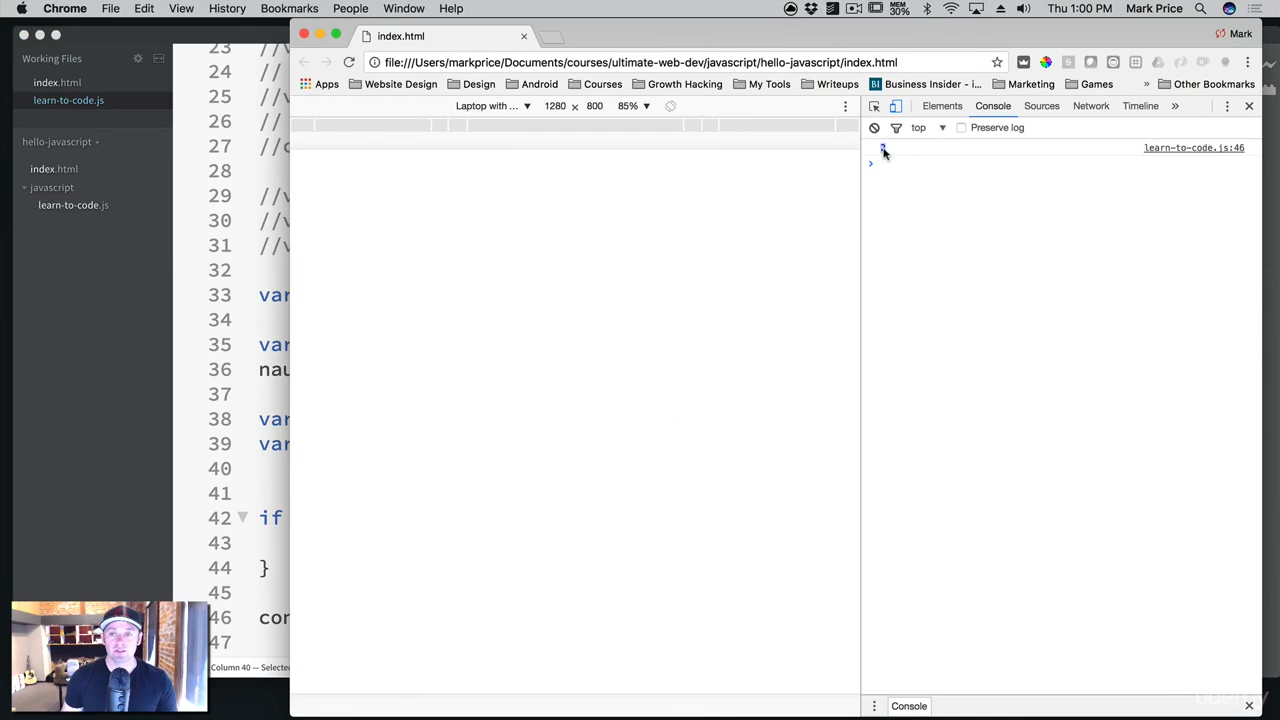 Chrome File Edit View History Bookmarks People Window Help MEM 30% Thu 1:00 PM Mark Price
index.html Mark
file:///Users/markprice/Documents/courses/ultimate-web-dev/javascript/hello-javascript/index.html
Apps Website Design Design Android Courses Growth Hacking My Tools Writeups BI Business Insider - i... Marketing Games » Other Bookmarks
Laptop with ... 1280 × 800 85% Elements Console Sources Network Timeline »
top Preserve log
learn-to-code.js:46
Working Files
index.html
learn-to-code.js
hello-javascript
index.html
javascript
learn-to-code.js
23 //v
24 //
25 //v
26 //
27 //c
28
29 //v
30 //v
31 //v
32
33 var
34
35 var
36 nau
37
38 var
39 var
40
41
42 if
43
44 }
45
46 con
47
Column 40 — Selected
Console
udemy